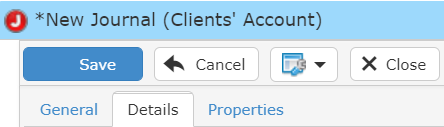 J *New Journal (Clients' Account)
Save Cancel Close
General Details Properties